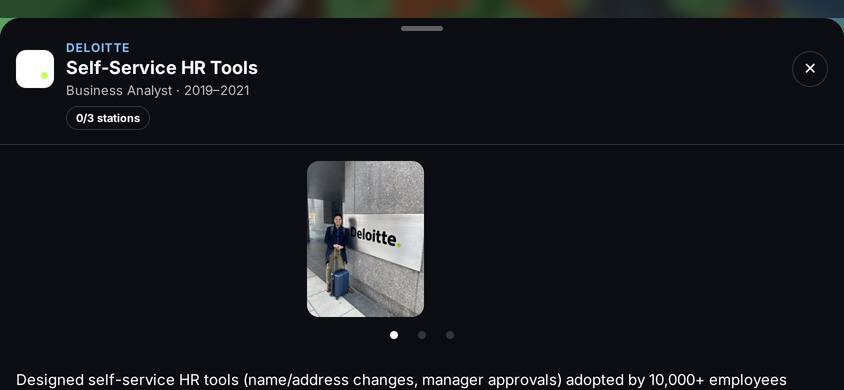 DELOITTE
Self-Service HR Tools
Business Analyst · 2019–2021
0/3 stations
Deloitte.
Designed self-service HR tools (name/address changes, manager approvals) adopted by 10,000+ employees